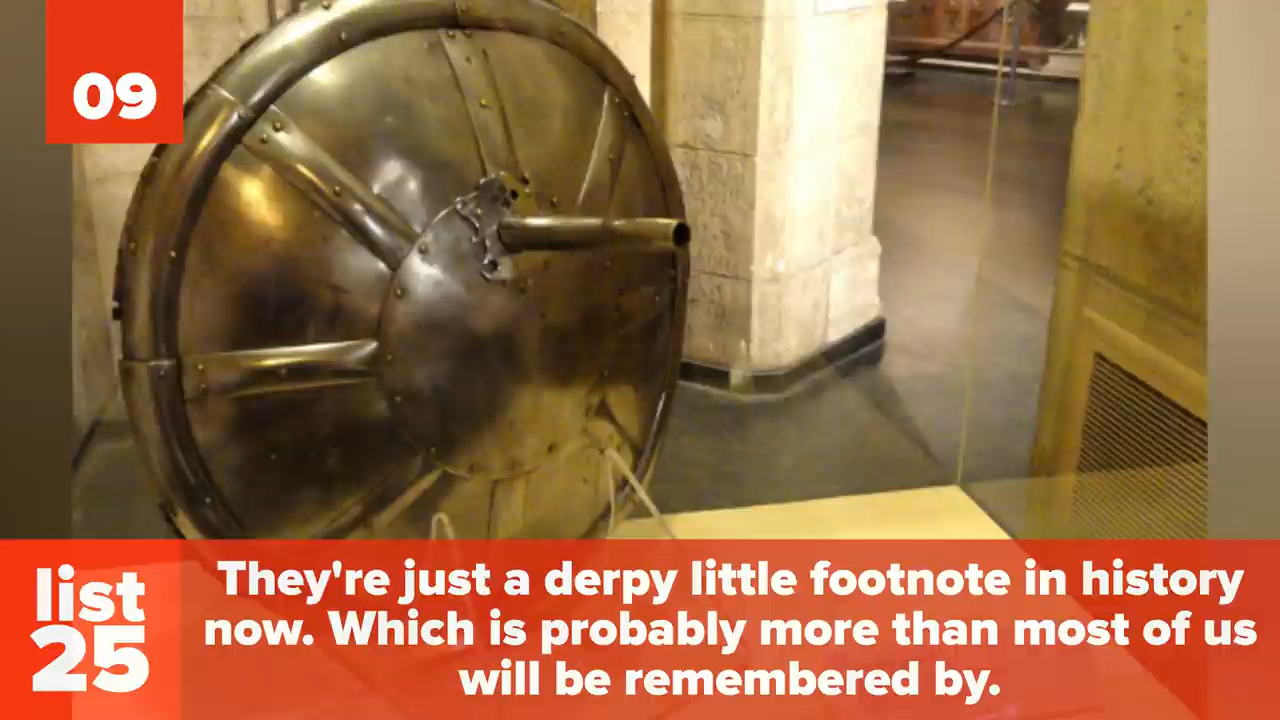 09
list
25
They're just a derpy little footnote in history
now. Which is probably more than most of us
will be remembered by.